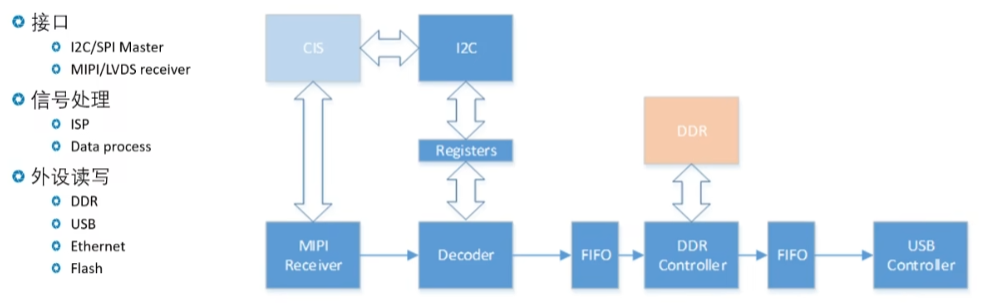 接口
I2C/SPI Master
MIPI/LVDS receiver
信号处理
ISP
Data process
外设读写
DDR
USB
Ethernet
Flash
CIS
I2C
Registers
DDR
MIPI
Receiver
Decoder
FIFO
DDR
Controller
FIFO
USB
Controller